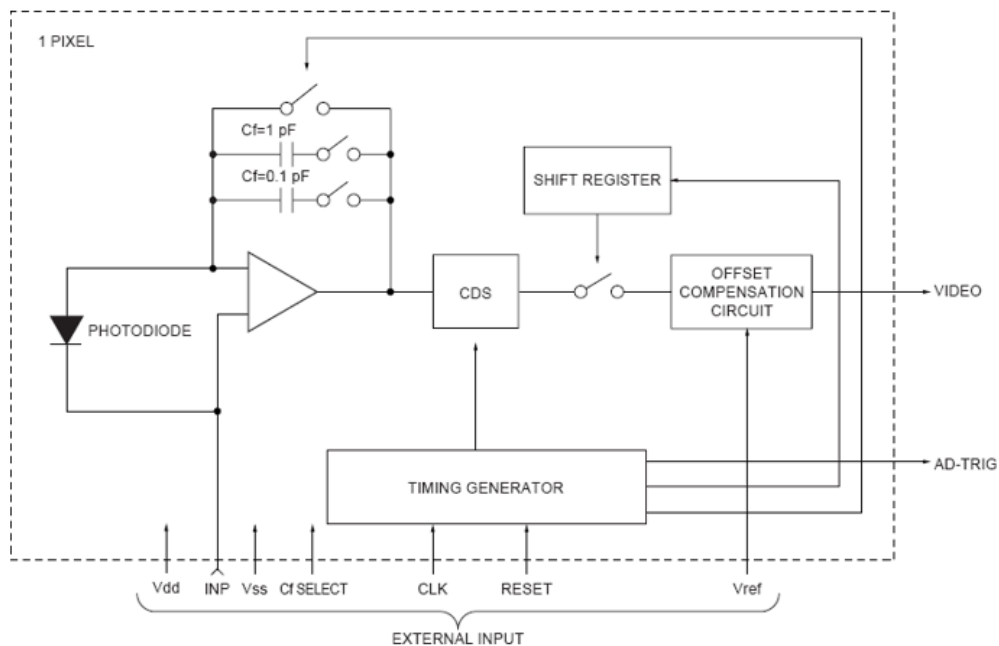 1 PIXEL
Cf=1 pF
Cf=0.1 pF
SHIFT REGISTER
PHOTODIODE
CDS
OFFSET
COMPENSATION
CIRCUIT
VIDEO
TIMING GENERATOR
AD-TRIG
Vdd
INP
Vss
Cf SELECT
CLK
RESET
Vref
EXTERNAL INPUT